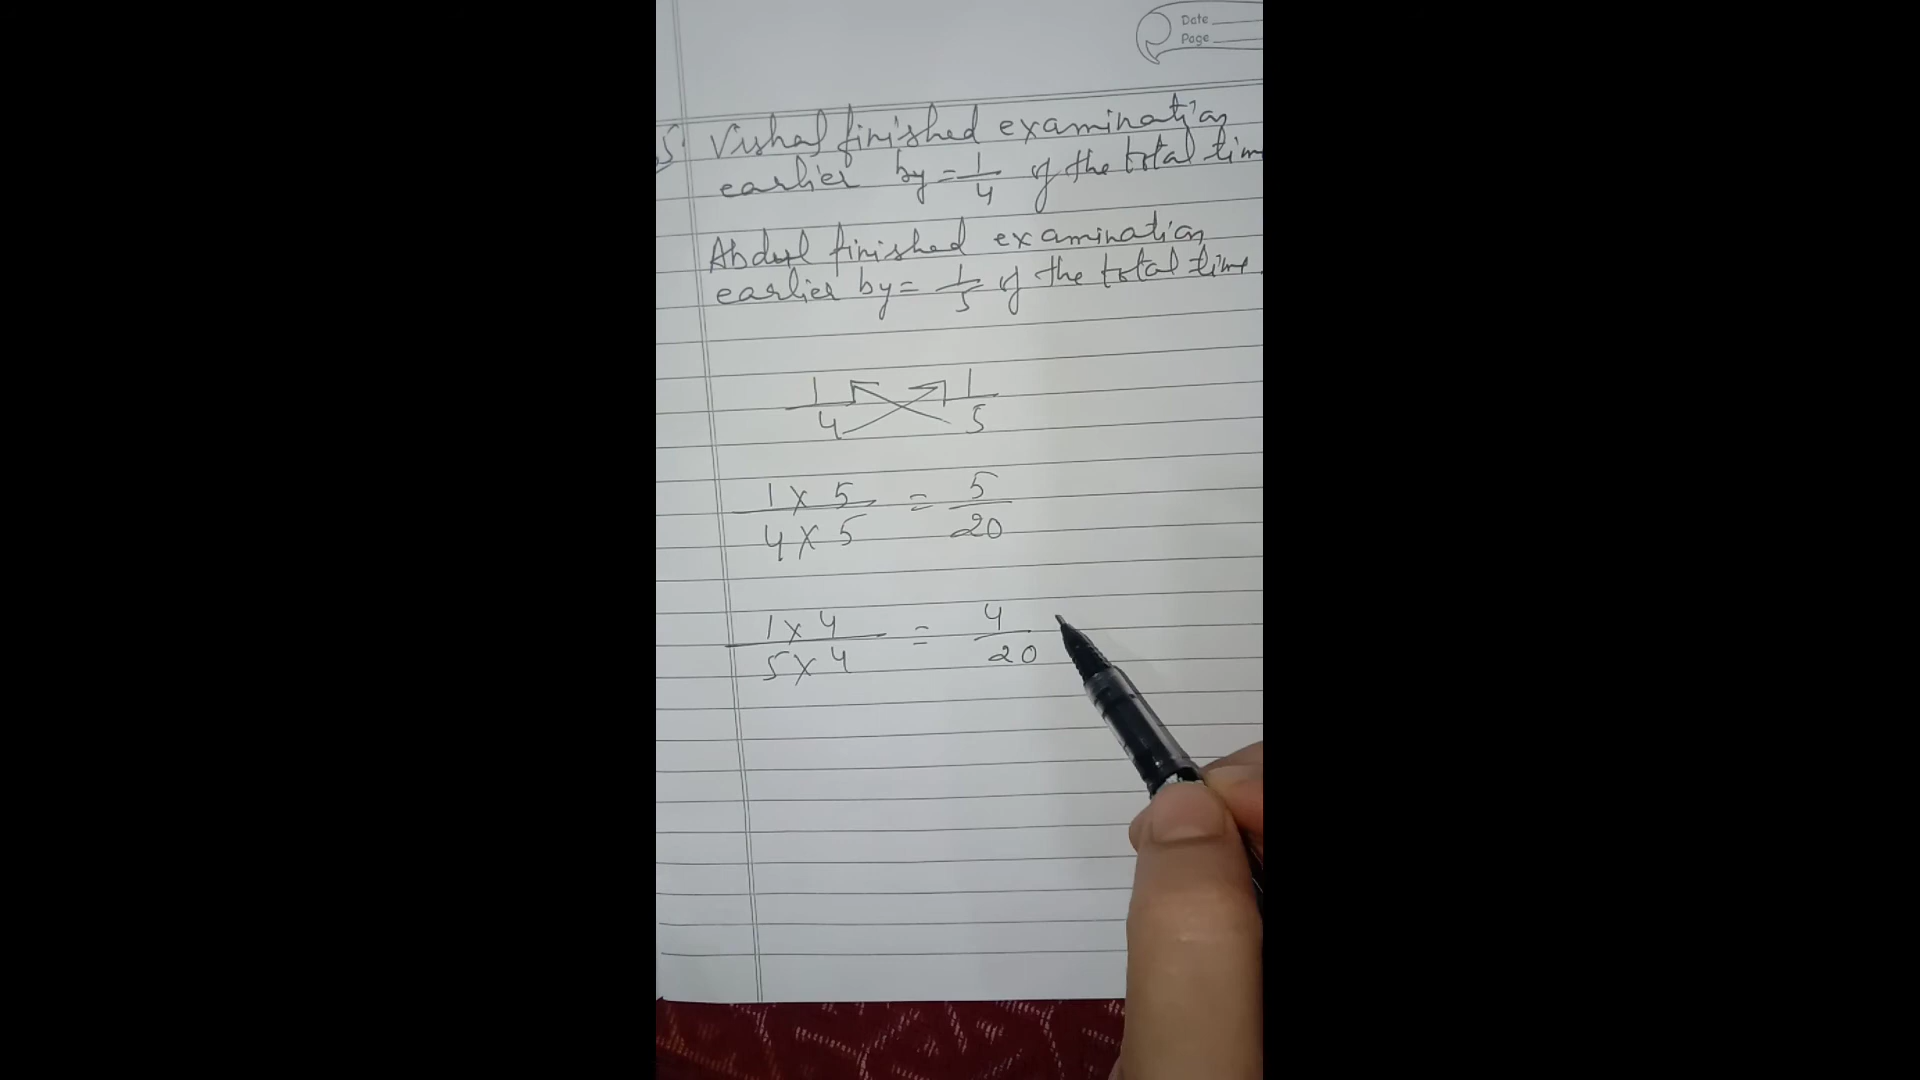 Date
Page
5. Vishal finished examination
earlier by = 1/4 of the total tim
Abdul finished examination
earlier by = 1/5 of the total time.
1/4 1/5
1 x 5 / 4 x 5 = 5/20
1 x 4 / 5 x 4 = 4/20